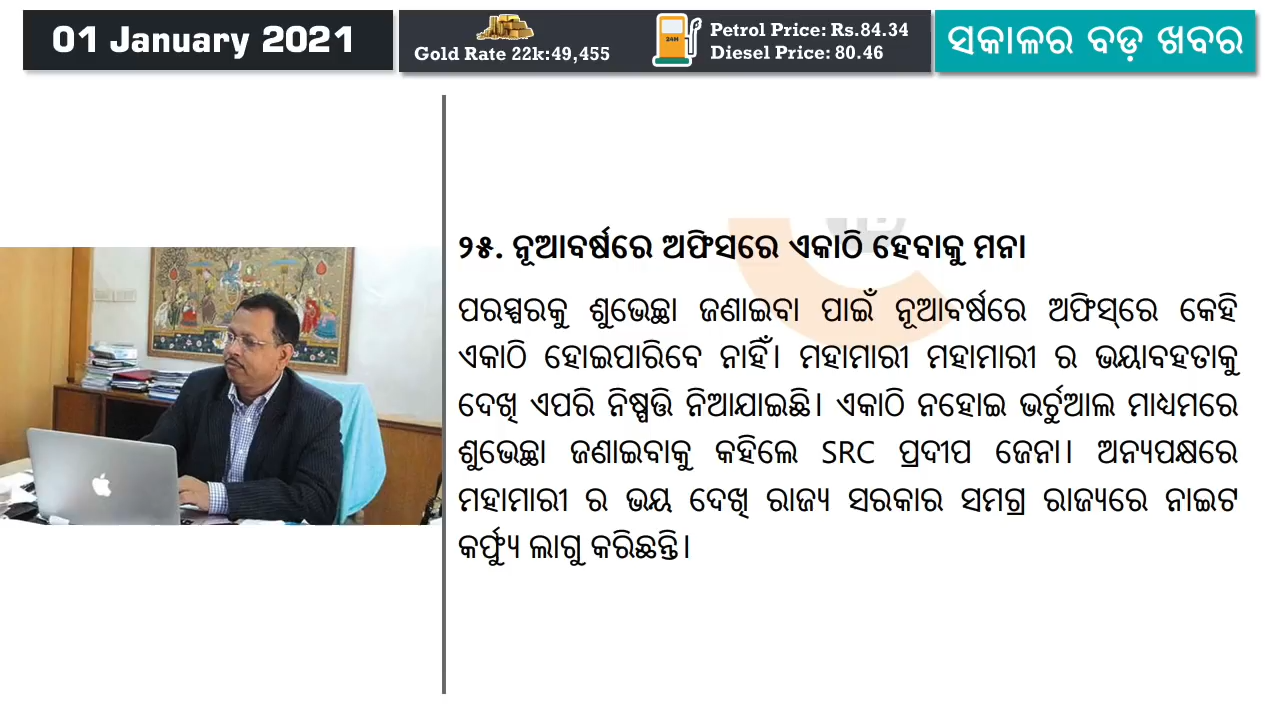 01 January 2021
Gold Rate 22k:49,455
24H
Petrol Price: Rs.84.34
Diesel Price: 80.46
ସକାଳର ବଡ଼ ଖବର
୨୫. ନୂଆବର୍ଷରେ ଅଫିସରେ ଏକାଠି ହେବାକୁ ମନା
ପରସ୍ପରକୁ ଶୁଭେଚ୍ଛା ଜଣାଇବା ପାଇଁ ନୂଆବର୍ଷରେ ଅଫିସ୍‌ରେ କେହି
ଏକାଠି ହୋଇପାରିବେ ନାହିଁ। ମହାମାରୀ ମହାମାରୀ ର ଭୟାବହତାକୁ
ଦେଖି ଏପରି ନିଷ୍ପତ୍ତି ନିଆଯାଇଛି। ଏକାଠି ନହୋଇ ଭର୍ଚୁଆଲ ମାଧ୍ୟମରେ
ଶୁଭେଚ୍ଛା ଜଣାଇବାକୁ କହିଲେ SRC ପ୍ରଦୀପ ଜେନା। ଅନ୍ୟପକ୍ଷରେ
ମହାମାରୀ ର ଭୟ ଦେଖି ରାଜ୍ୟ ସରକାର ସମଗ୍ର ରାଜ୍ୟରେ ନାଇଟ
କର୍ଫ୍ୟୁ ଲାଗୁ କରିଛନ୍ତି।